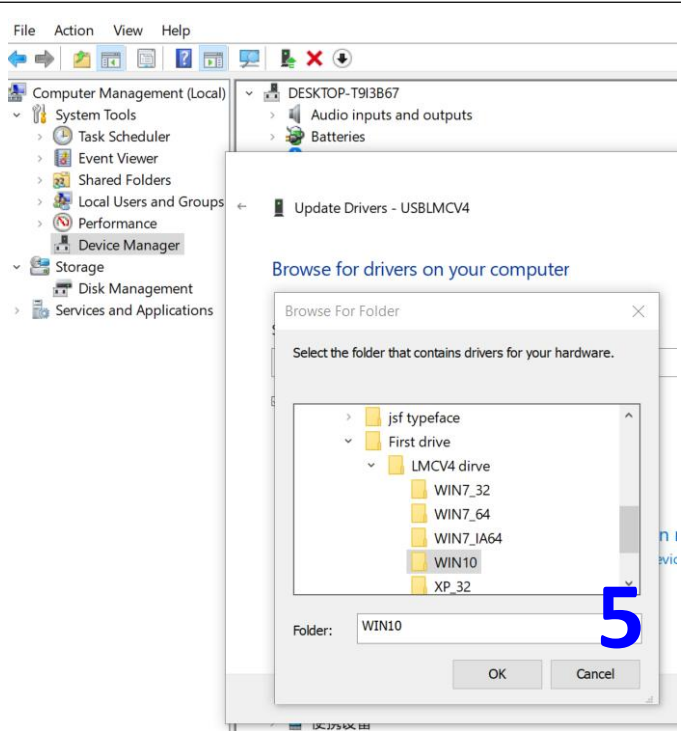 File Action View Help
Computer Management (Local)
System Tools
Task Scheduler
Event Viewer
Shared Folders
Local Users and Groups
Performance
Device Manager
Storage
Disk Management
Services and Applications
DESKTOP-T9I3B67
Audio inputs and outputs
Batteries
Update Drivers - USBLMCV4
Browse for drivers on your computer
Browse For Folder
Select the folder that contains drivers for your hardware.
jsf typeface
First drive
LMCV4 dirve
WIN7_32
WIN7_64
WIN7_IA64
WIN10
XP_32
Folder: WIN10
5
OK Cancel